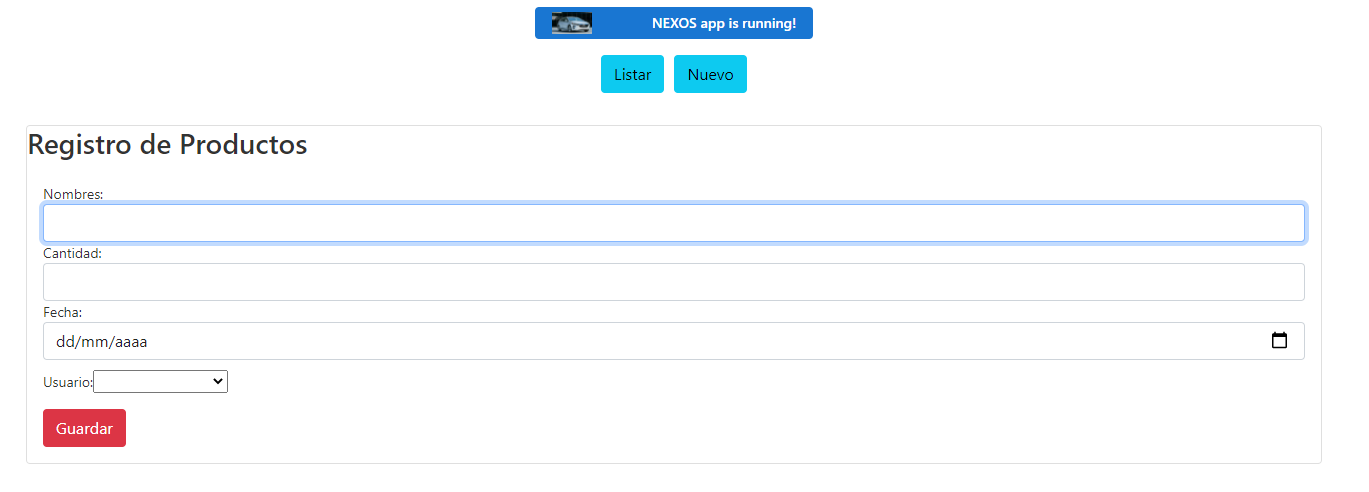 NEXOS app is running!
Listar Nuevo
Registro de Productos
Nombres:
Cantidad:
Fecha:
dd/mm/aaaa
Usuario:
Guardar